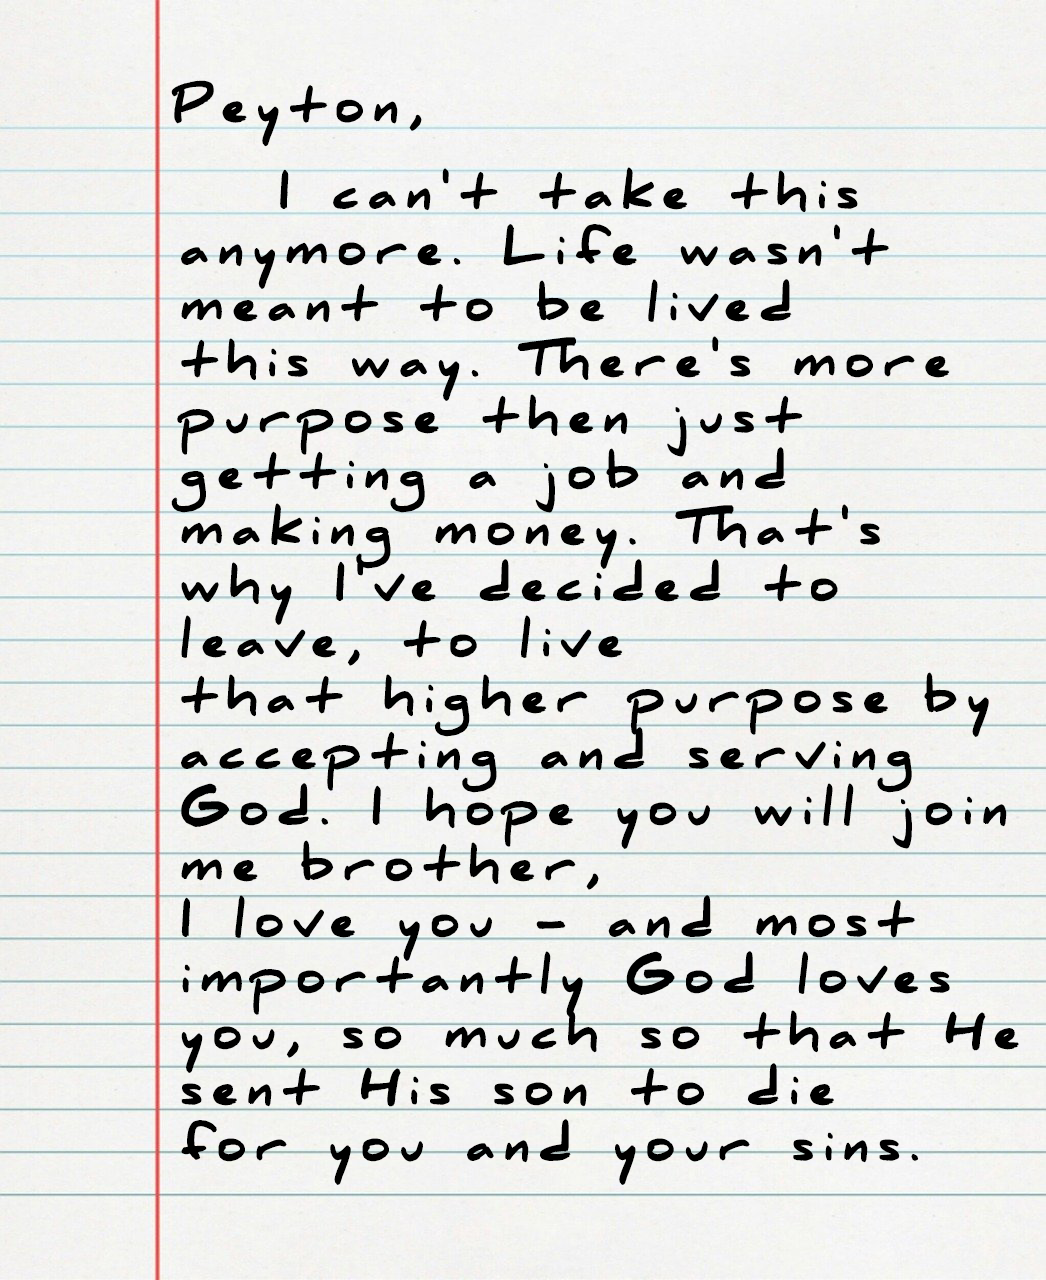 Peyton,
I can't take this
anymore. Life wasn't
meant to be lived
this way. There's more
purpose then just
getting a job and
making money. That's
why I've decided to
leave, to live
that higher purpose by
accepting and serving
God. I hope you will join
me brother,
I love you - and most
importantly God loves
you, so much so that He
sent His son to die
for you and your sins.